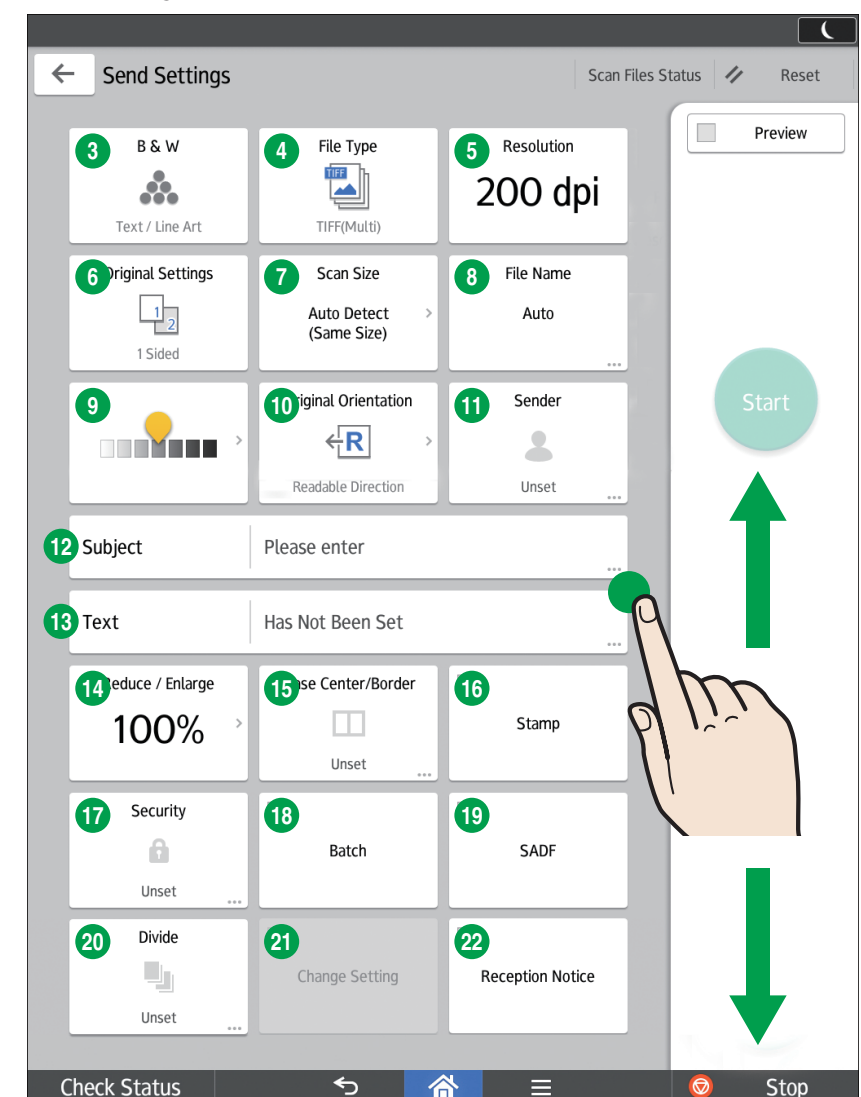 Send Settings
Scan Files Status
Reset
Preview
3
B & W
Text / Line Art
4
File Type
TIFF
TIFF(Multi)
5
Resolution
200 dpi
6
riginal Settings
1
2
1 Sided
7
Scan Size
Auto Detect
(Same Size)
8
File Name
Auto
...
9
10
iginal Orientation
R
Readable Direction
11
Sender
Unset
...
Start
12
Subject
Please enter
...
13
Text
Has Not Been Set
...
14
educe / Enlarge
100%
15
ase Center/Border
Unset
...
16
Stamp
17
Security
Unset
...
18
Batch
19
SADF
20
Divide
Unset
...
21
Change Setting
22
Reception Notice
Check Status
Stop